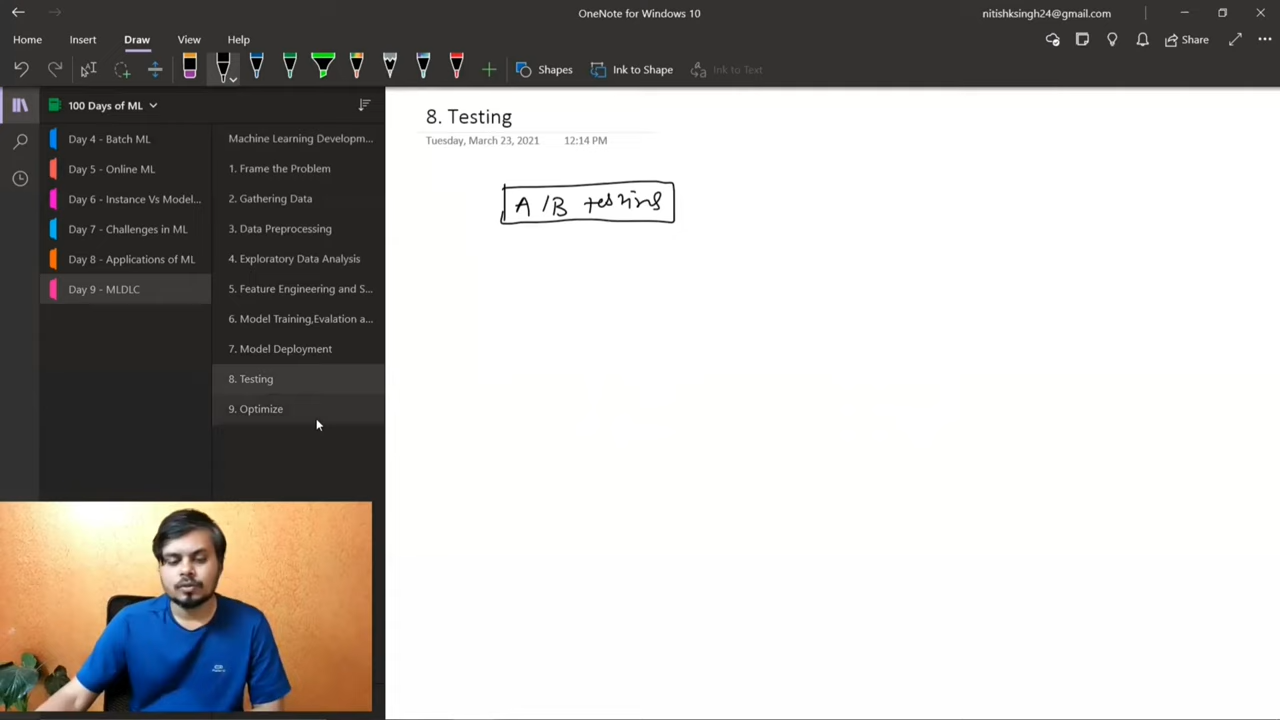 OneNote for Windows 10
nitishksingh24@gmail.com
Home
Insert
Draw
View
Help
Share
Shapes
Ink to Shape
Ink to Text
100 Days of ML
Day 4 - Batch ML
Day 5 - Online ML
Day 6 - Instance Vs Model...
Day 7 - Challenges in ML
Day 8 - Applications of ML
Day 9 - MLDLC
Machine Learning Developm...
1. Frame the Problem
2. Gathering Data
3. Data Preprocessing
4. Exploratory Data Analysis
5. Feature Engineering and S...
6. Model Training,Evalation a...
7. Model Deployment
8. Testing
9. Optimize
8. Testing
Tuesday, March 23, 2021 12:14 PM
A/B testing